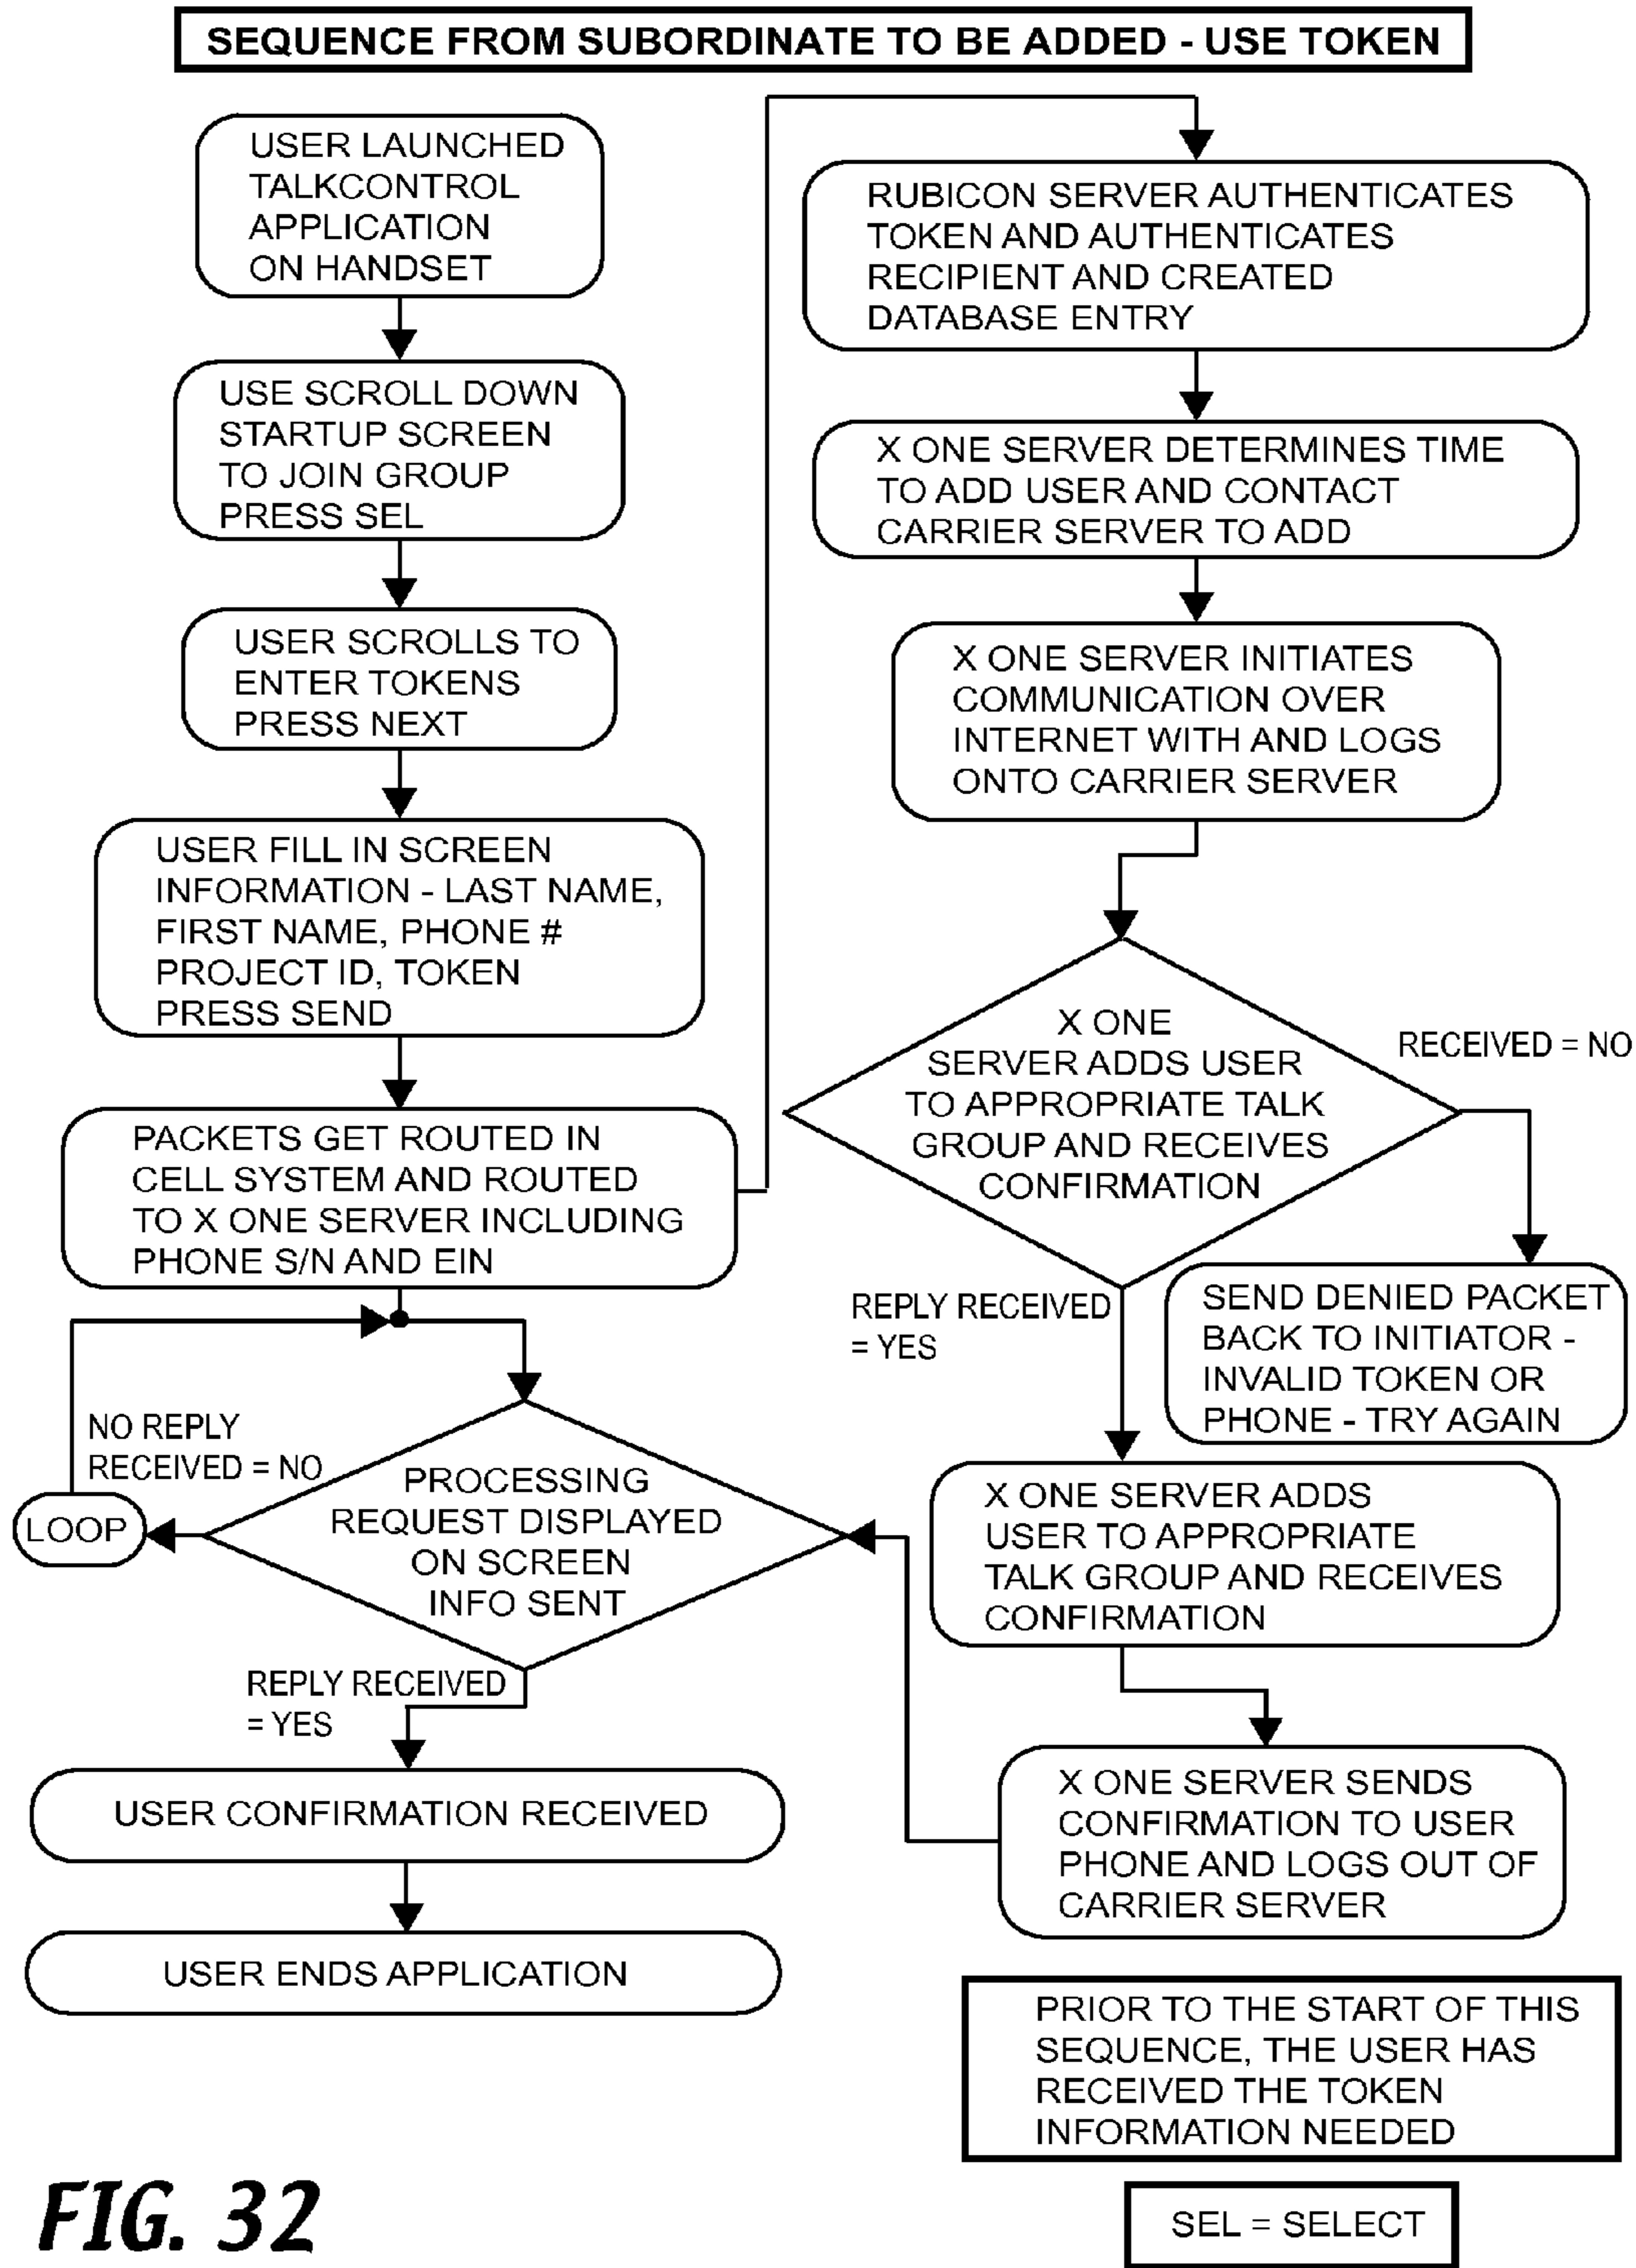 SEQUENCE FROM SUBORDINATE TO BE ADDED - USE TOKEN
USER LAUNCHED
TALKCONTROL
APPLICATION
ON HANDSET
USE SCROLL DOWN
STARTUP SCREEN
TO JOIN GROUP
PRESS SEL
USER SCROLLS TO
ENTER TOKENS
PRESS NEXT
USER FILL IN SCREEN
INFORMATION - LAST NAME,
FIRST NAME, PHONE #
PROJECT ID, TOKEN
PRESS SEND
PACKETS GET ROUTED IN
CELL SYSTEM AND ROUTED
TO X ONE SERVER INCLUDING
PHONE S/N AND EIN
NO REPLY
RECEIVED = NO
LOOP
PROCESSING
REQUEST DISPLAYED
ON SCREEN
INFO SENT
REPLY RECEIVED
= YES
USER CONFIRMATION RECEIVED
USER ENDS APPLICATION
RUBICON SERVER AUTHENTICATES
TOKEN AND AUTHENTICATES
RECIPIENT AND CREATED
DATABASE ENTRY
X ONE SERVER DETERMINES TIME
TO ADD USER AND CONTACT
CARRIER SERVER TO ADD
X ONE SERVER INITIATES
COMMUNICATION OVER
INTERNET WITH AND LOGS
ONTO CARRIER SERVER
X ONE
SERVER ADDS USER
TO APPROPRIATE TALK
GROUP AND RECEIVES
CONFIRMATION
RECEIVED = NO
SEND DENIED PACKET
BACK TO INITIATOR -
INVALID TOKEN OR
PHONE - TRY AGAIN
REPLY RECEIVED
= YES
X ONE SERVER ADDS
USER TO APPROPRIATE
TALK GROUP AND RECEIVES
CONFIRMATION
X ONE SERVER SENDS
CONFIRMATION TO USER
PHONE AND LOGS OUT OF
CARRIER SERVER
PRIOR TO THE START OF THIS
SEQUENCE, THE USER HAS
RECEIVED THE TOKEN
INFORMATION NEEDED
SEL = SELECT
FIG. 32